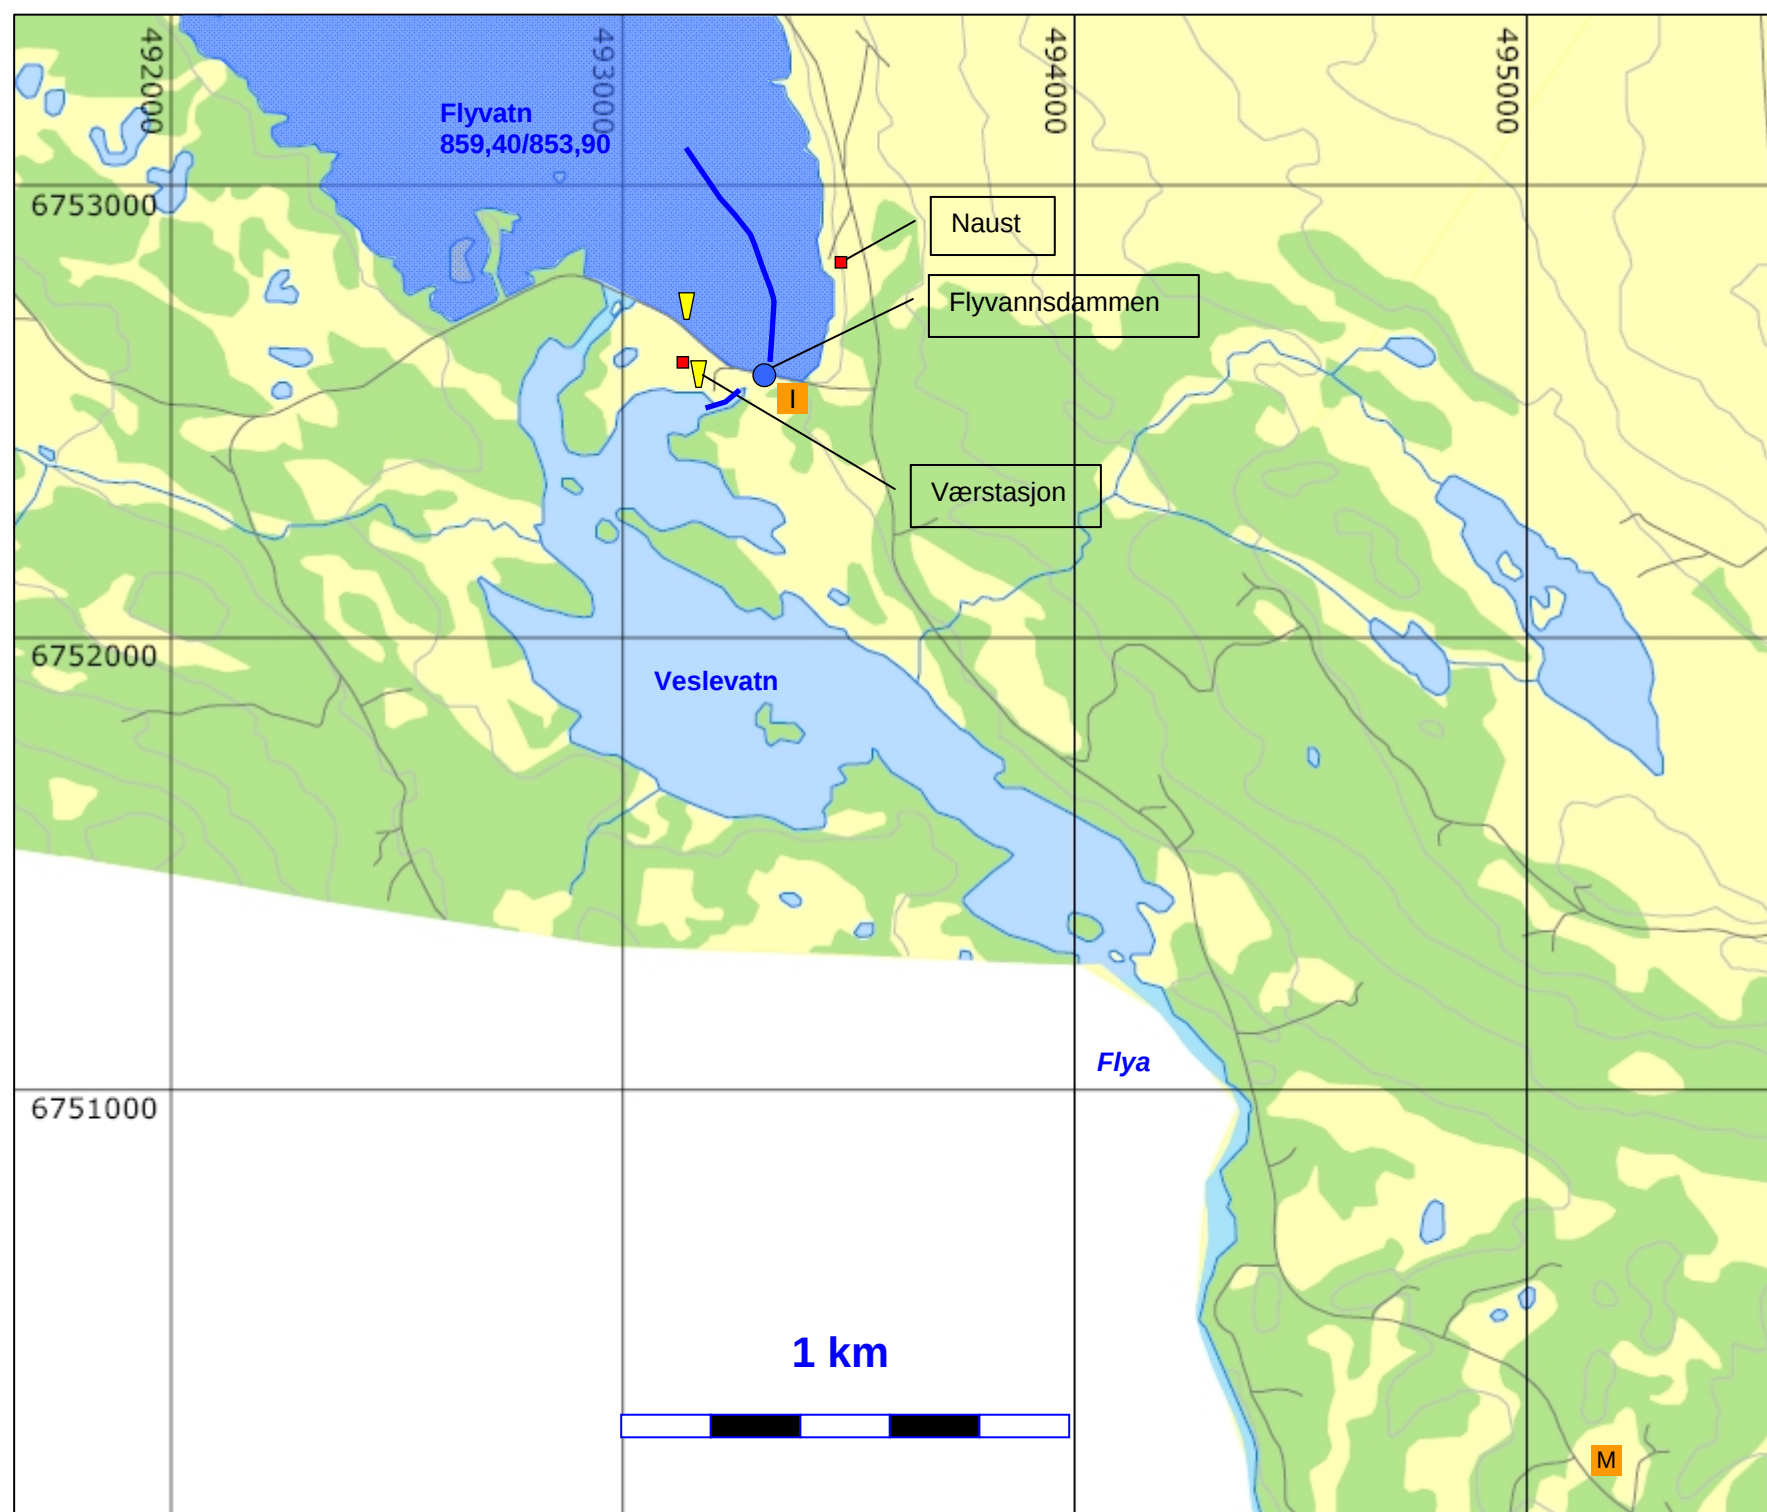 492000
493000
494000
495000
Flyvatn
859,40/853,90
6753000
Naust
Flyvannsdammen
I
Værstasjon
6752000
Veslevatn
Flya
6751000
1 km
M